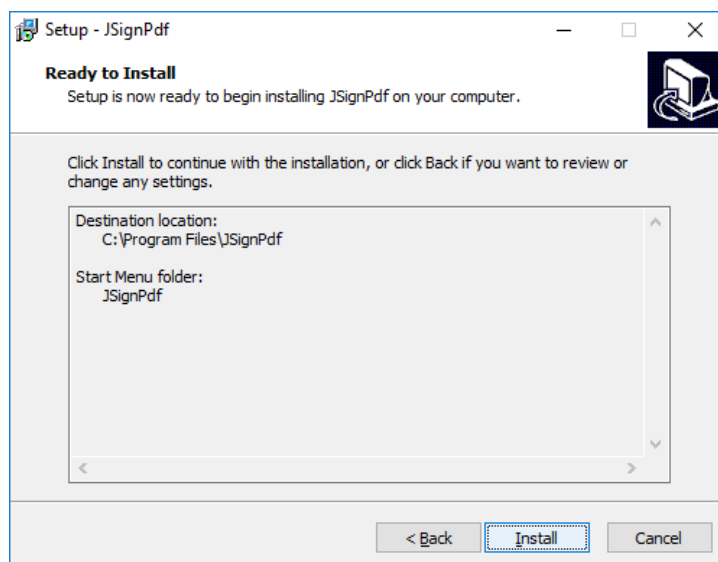 Setup - JSignPdf
Ready to Install
Setup is now ready to begin installing JSignPdf on your computer.
Click Install to continue with the installation, or click Back if you want to review or
change any settings.
Destination location:
C:\Program Files\JSignPdf
Start Menu folder:
JSignPdf
< Back Install Cancel